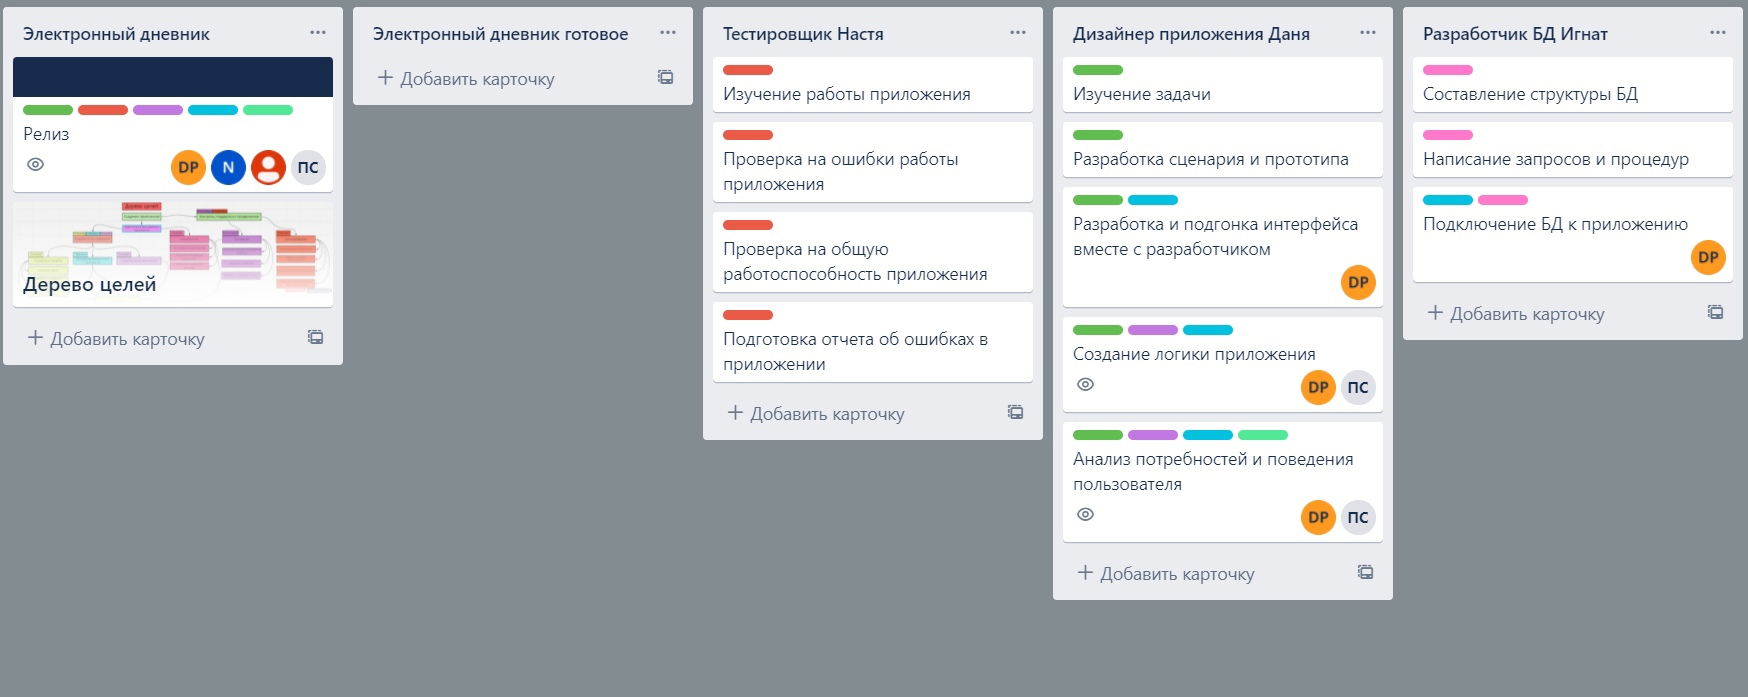 Электронный дневник
Релиз
DP
N
ПС
Дерево целей
Дерево целей
Добавить карточку
Электронный дневник готовое
Добавить карточку
Тестировщик Настя
Изучение работы приложения
Проверка на ошибки работы
приложения
Проверка на общую
работоспособность приложения
Подготовка отчета об ошибках в
приложении
Добавить карточку
Дизайнер приложения Даня
Изучение задачи
Разработка сценария и прототипа
Разработка и подгонка интерфейса
вместе с разработчиком
DP
Создание логики приложения
DP
ПС
Анализ потребностей и поведения
пользователя
DP
ПС
Добавить карточку
Разработчик БД Игнат
Составление структуры БД
Написание запросов и процедур
Подключение БД к приложению
DP
Добавить карточку